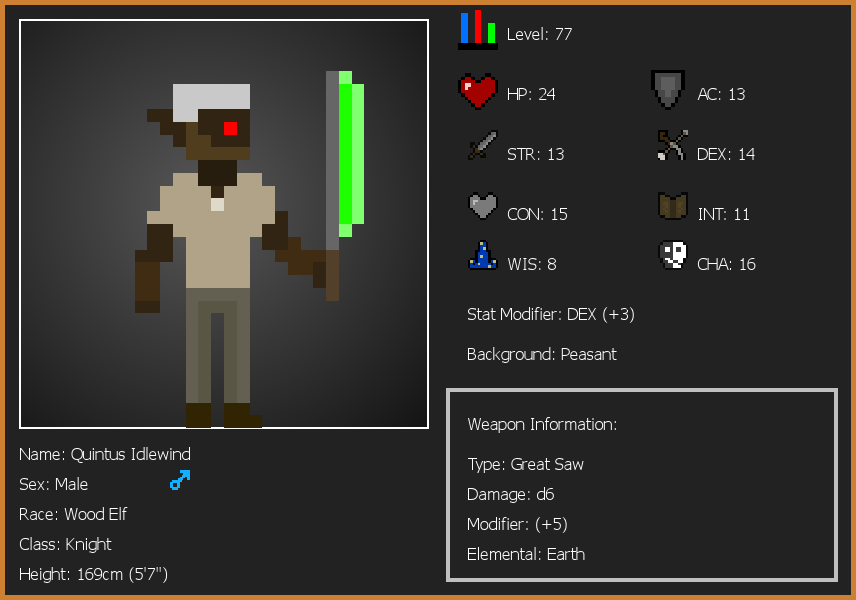 Level: 77
HP: 24
AC: 13
STR: 13
DEX: 14
CON: 15
INT: 11
WIS: 8
CHA: 16
Stat Modifier: DEX (+3)
Background: Peasant
Weapon Information:
Type: Great Saw
Damage: d6
Modifier: (+5)
Elemental: Earth
Name: Quintus Idlewind
Sex: Male
Race: Wood Elf
Class: Knight
Height: 169cm (5'7")